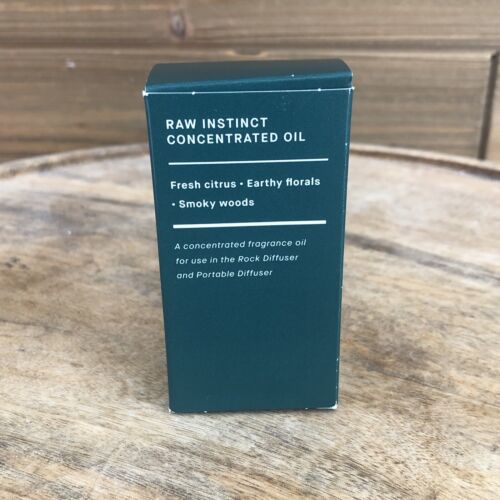 RAW INSTINCT
CONCENTRATED OIL
Fresh citrus • Earthy florals
• Smoky woods
A concentrated fragrance oil
for use in the Rock Diffuser
and Portable Diffuser